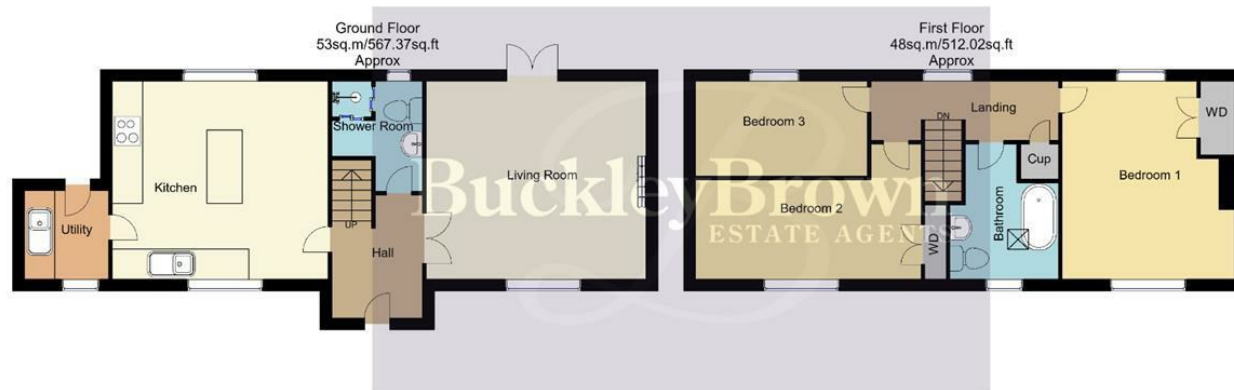 Ground Floor
53sq.m/567.37sq.ft
Approx
Kitchen
Utility
Shower Room
UP
Hall
Living Room
First Floor
48sq.m/512.02sq.ft
Approx
Bedroom 3
Landing
DN
Cup
WD
Bedroom 1
Bedroom 2
WD
Bathroom
BuckleyBrown
ESTATE AGENTS